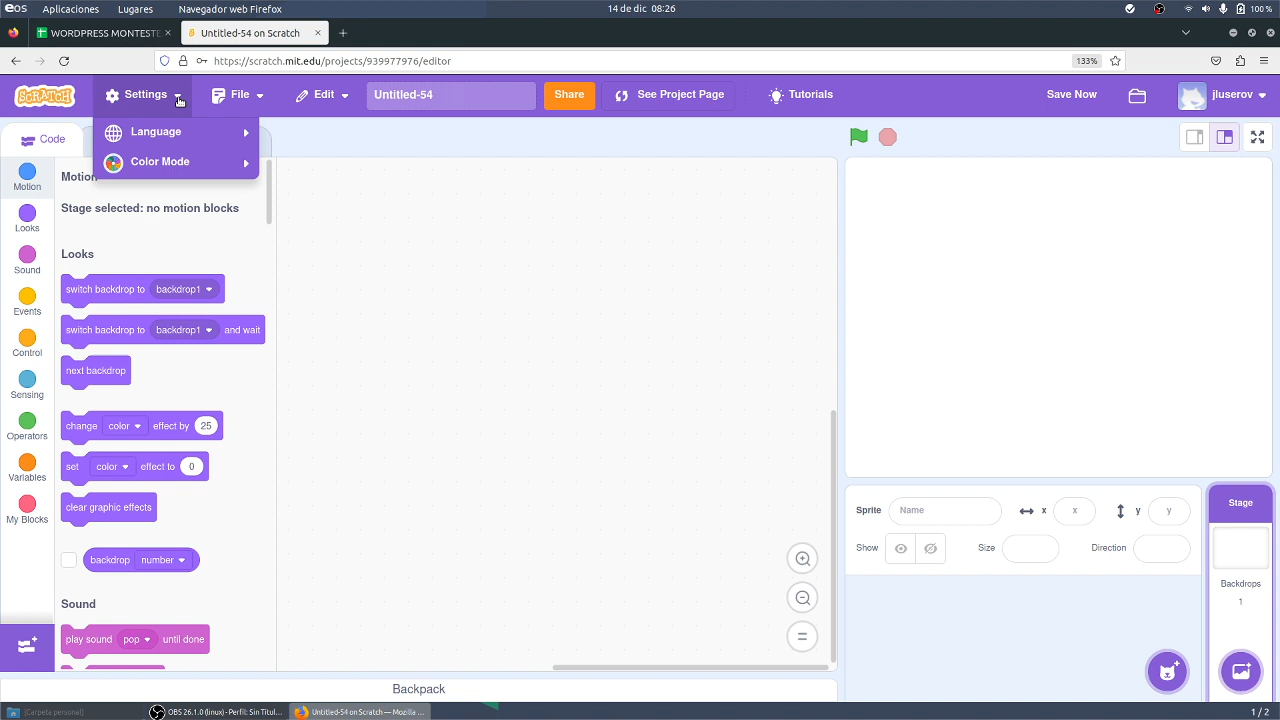 eos Aplicaciones Lugares Navegador web Firefox 14 de dic 08:26 100 %
WORDPRESS MONTESTE × Untitled-54 on Scratch × +
https://scratch.mit.edu/projects/939977976/editor 133%
SCRATCH Settings File Edit Untitled-54 Share See Project Page Tutorials Save Now jluserov
Language
Color Mode
Code
Motion
Looks
Sound
Events
Control
Sensing
Operators
Variables
My Blocks
Motion
Stage selected: no motion blocks
Looks
switch backdrop to backdrop1
switch backdrop to backdrop1 and wait
next backdrop
change color effect by 25
set color effect to 0
clear graphic effects
backdrop number
Sound
play sound pop until done
Sprite Name x x y y
Show Size Direction
Stage
Backdrops
1
Backpack
[Carpeta personal] OBS 26.1.0 (linux) - Perfil: Sin Titul... Untitled-54 on Scratch — Mozilla ... 1 / 2